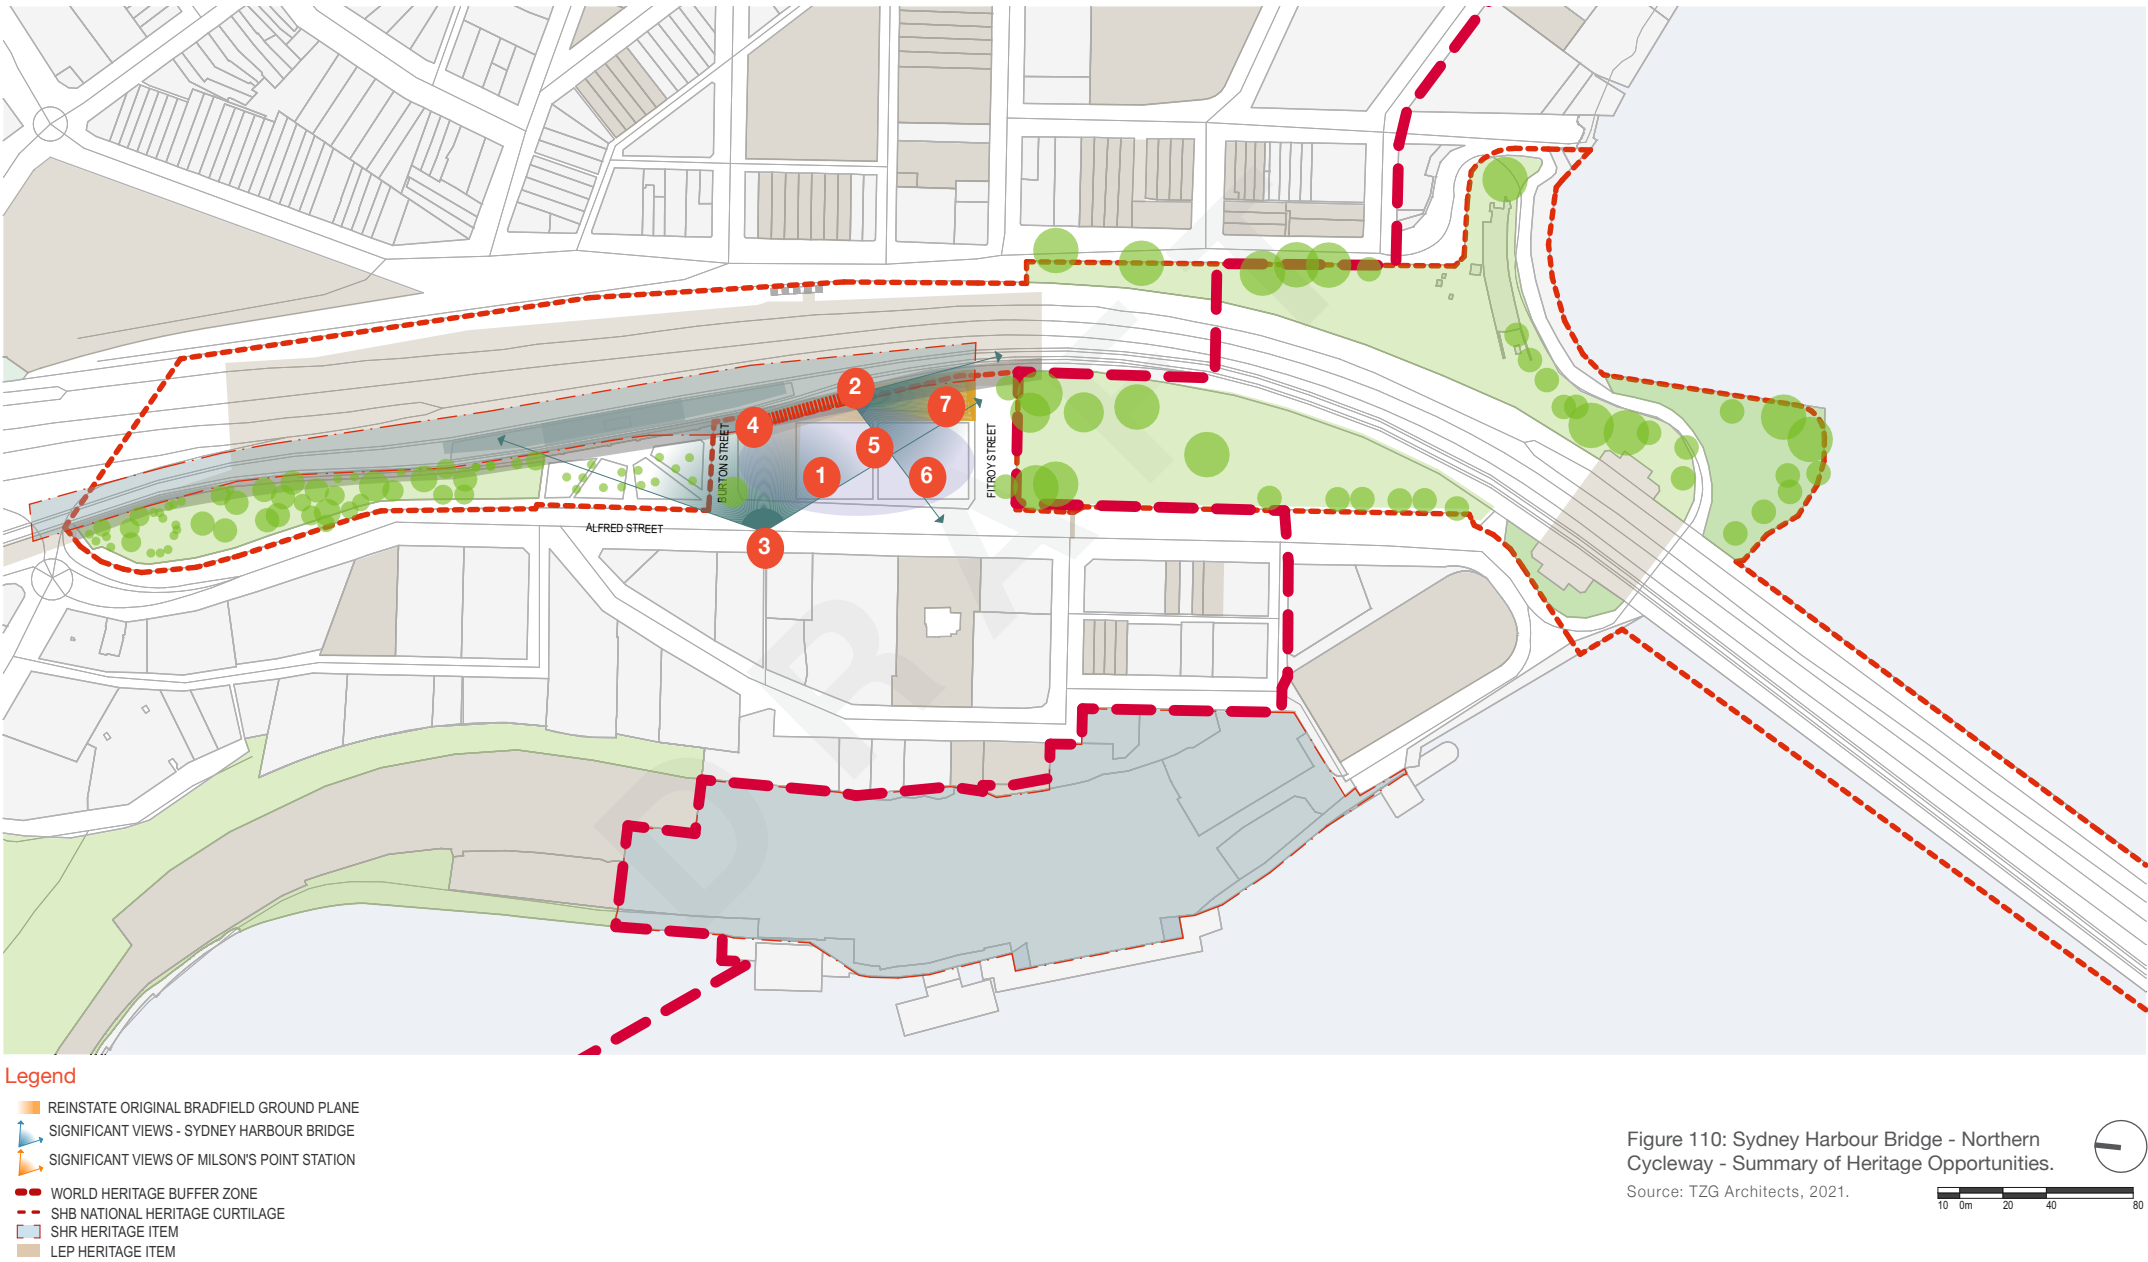 2
7
4
5
1
6
3
BURTON STREET
FITROY STREET
ALFRED STREET
DRAFT
Legend
REINSTATE ORIGINAL BRADFIELD GROUND PLANE
SIGNIFICANT VIEWS - SYDNEY HARBOUR BRIDGE
SIGNIFICANT VIEWS OF MILSON'S POINT STATION
WORLD HERITAGE BUFFER ZONE
SHB NATIONAL HERITAGE CURTILAGE
SHR HERITAGE ITEM
LEP HERITAGE ITEM
Figure 110: Sydney Harbour Bridge - Northern
Cycleway - Summary of Heritage Opportunities.
Source: TZG Architects, 2021.
10 0m 20 40 80